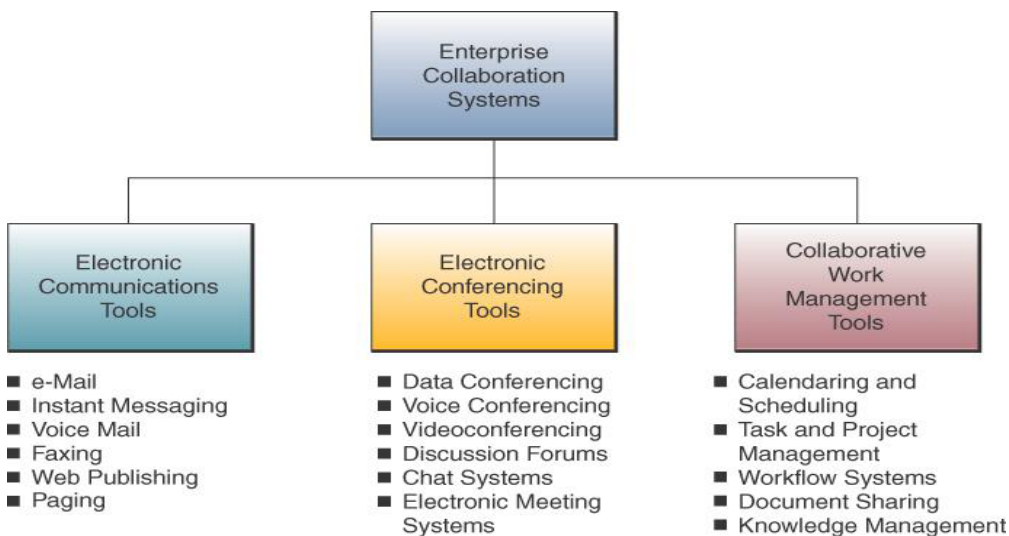 Enterprise
Collaboration
Systems
Electronic
Communications
Tools
Electronic
Conferencing
Tools
Collaborative
Work
Management
Tools
e-Mail
Instant Messaging
Voice Mail
Faxing
Web Publishing
Paging
Data Conferencing
Voice Conferencing
Videoconferencing
Discussion Forums
Chat Systems
Electronic Meeting
Systems
Calendaring and
Scheduling
Task and Project
Management
Workflow Systems
Document Sharing
Knowledge Management